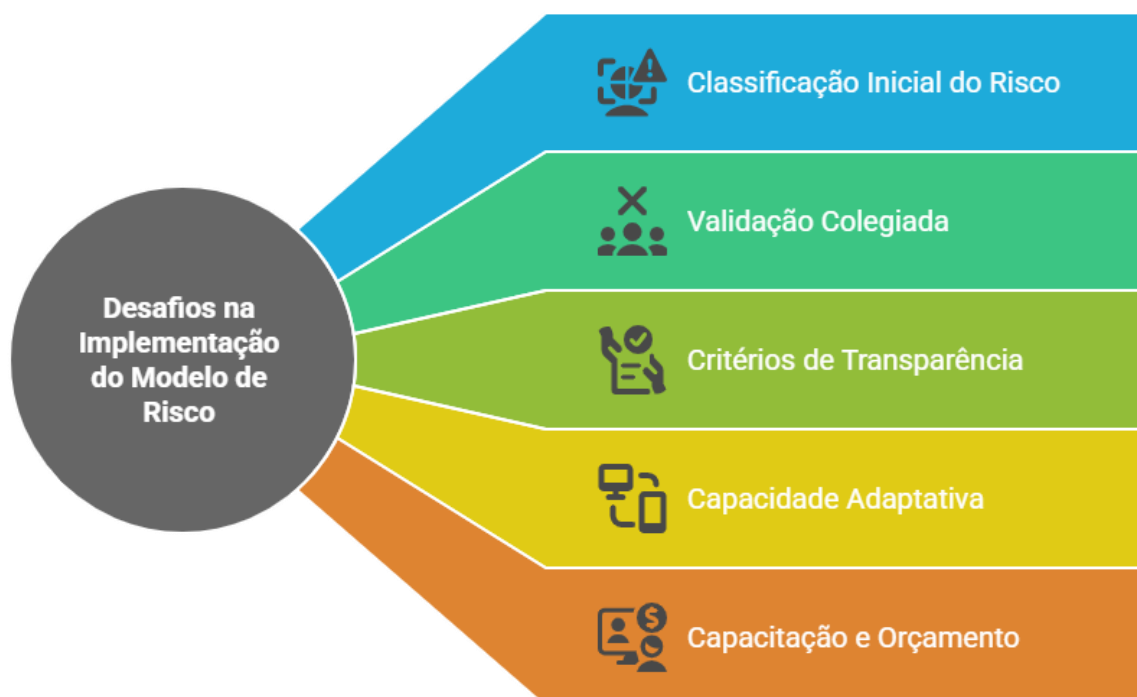 Desafios na
Implementação
do Modelo de
Risco
Classificação Inicial do Risco
Validação Colegiada
Critérios de Transparência
Capacidade Adaptativa
$
Capacitação e Orçamento